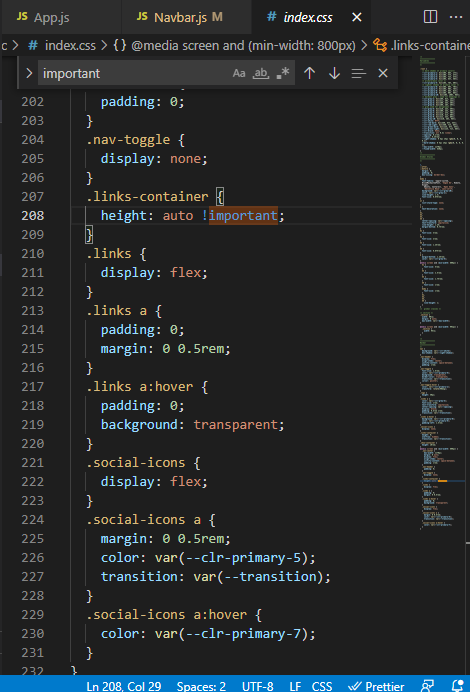 App.js
JS Navbar.js M
# index.css
c > # index.css > {} @media screen and (min-width: 800px) > .links-containe
important
Aa ab .*
202 padding: 0;
203 }
204 .nav-toggle {
205 display: none;
206 }
207 .links-container {
208 height: auto !important;
209 }
210 .links {
211 display: flex;
212 }
213 .links a {
214 padding: 0;
215 margin: 0 0.5rem;
216 }
217 .links a:hover {
218 padding: 0;
219 background: transparent;
220 }
221 .social-icons {
222 display: flex;
223 }
224 .social-icons a {
225 margin: 0 0.5rem;
226 color: var(--clr-primary-5);
227 transition: var(--transition);
228 }
229 .social-icons a:hover {
230 color: var(--clr-primary-7);
231 }
232 }
Ln 208, Col 29 Spaces: 2 UTF-8 LF CSS Prettier